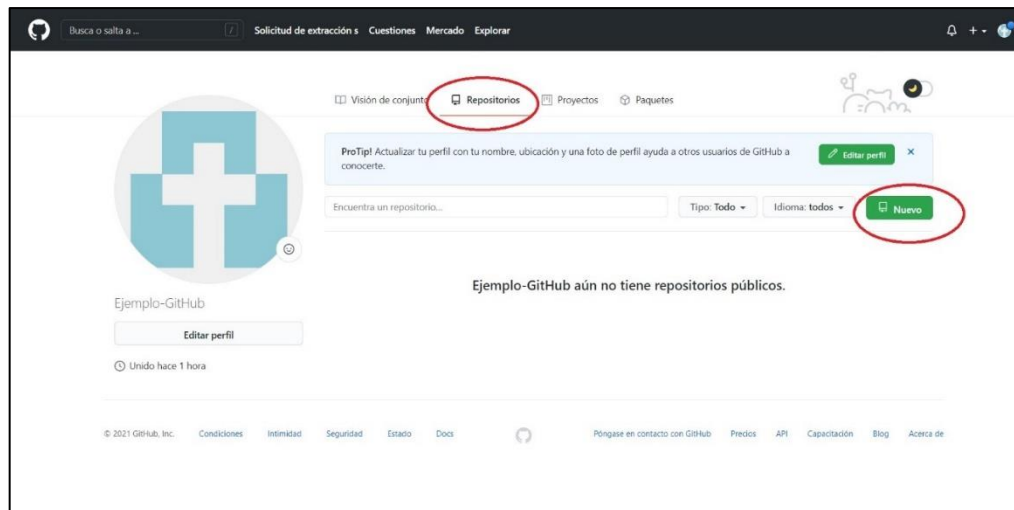 Busca o salta a ... /
Solicitud de extracción s Cuestiones Mercado Explorar
Visión de conjunto Repositorios Proyectos Paquetes
ProTip! Actualizar tu perfil con tu nombre, ubicación y una foto de perfil ayuda a otros usuarios de GitHub a
conocerte.
Editar perfil
Encuentra un repositorio... Tipo: Todo Idioma: todos Nuevo
Ejemplo-GitHub aún no tiene repositorios públicos.
Ejemplo-GitHub
Editar perfil
Unido hace 1 hora
© 2021 GitHub, Inc. Condiciones Intimidad Seguridad Estado Docs Póngase en contacto con GitHub Precios API Capacitación Blog Acerca de